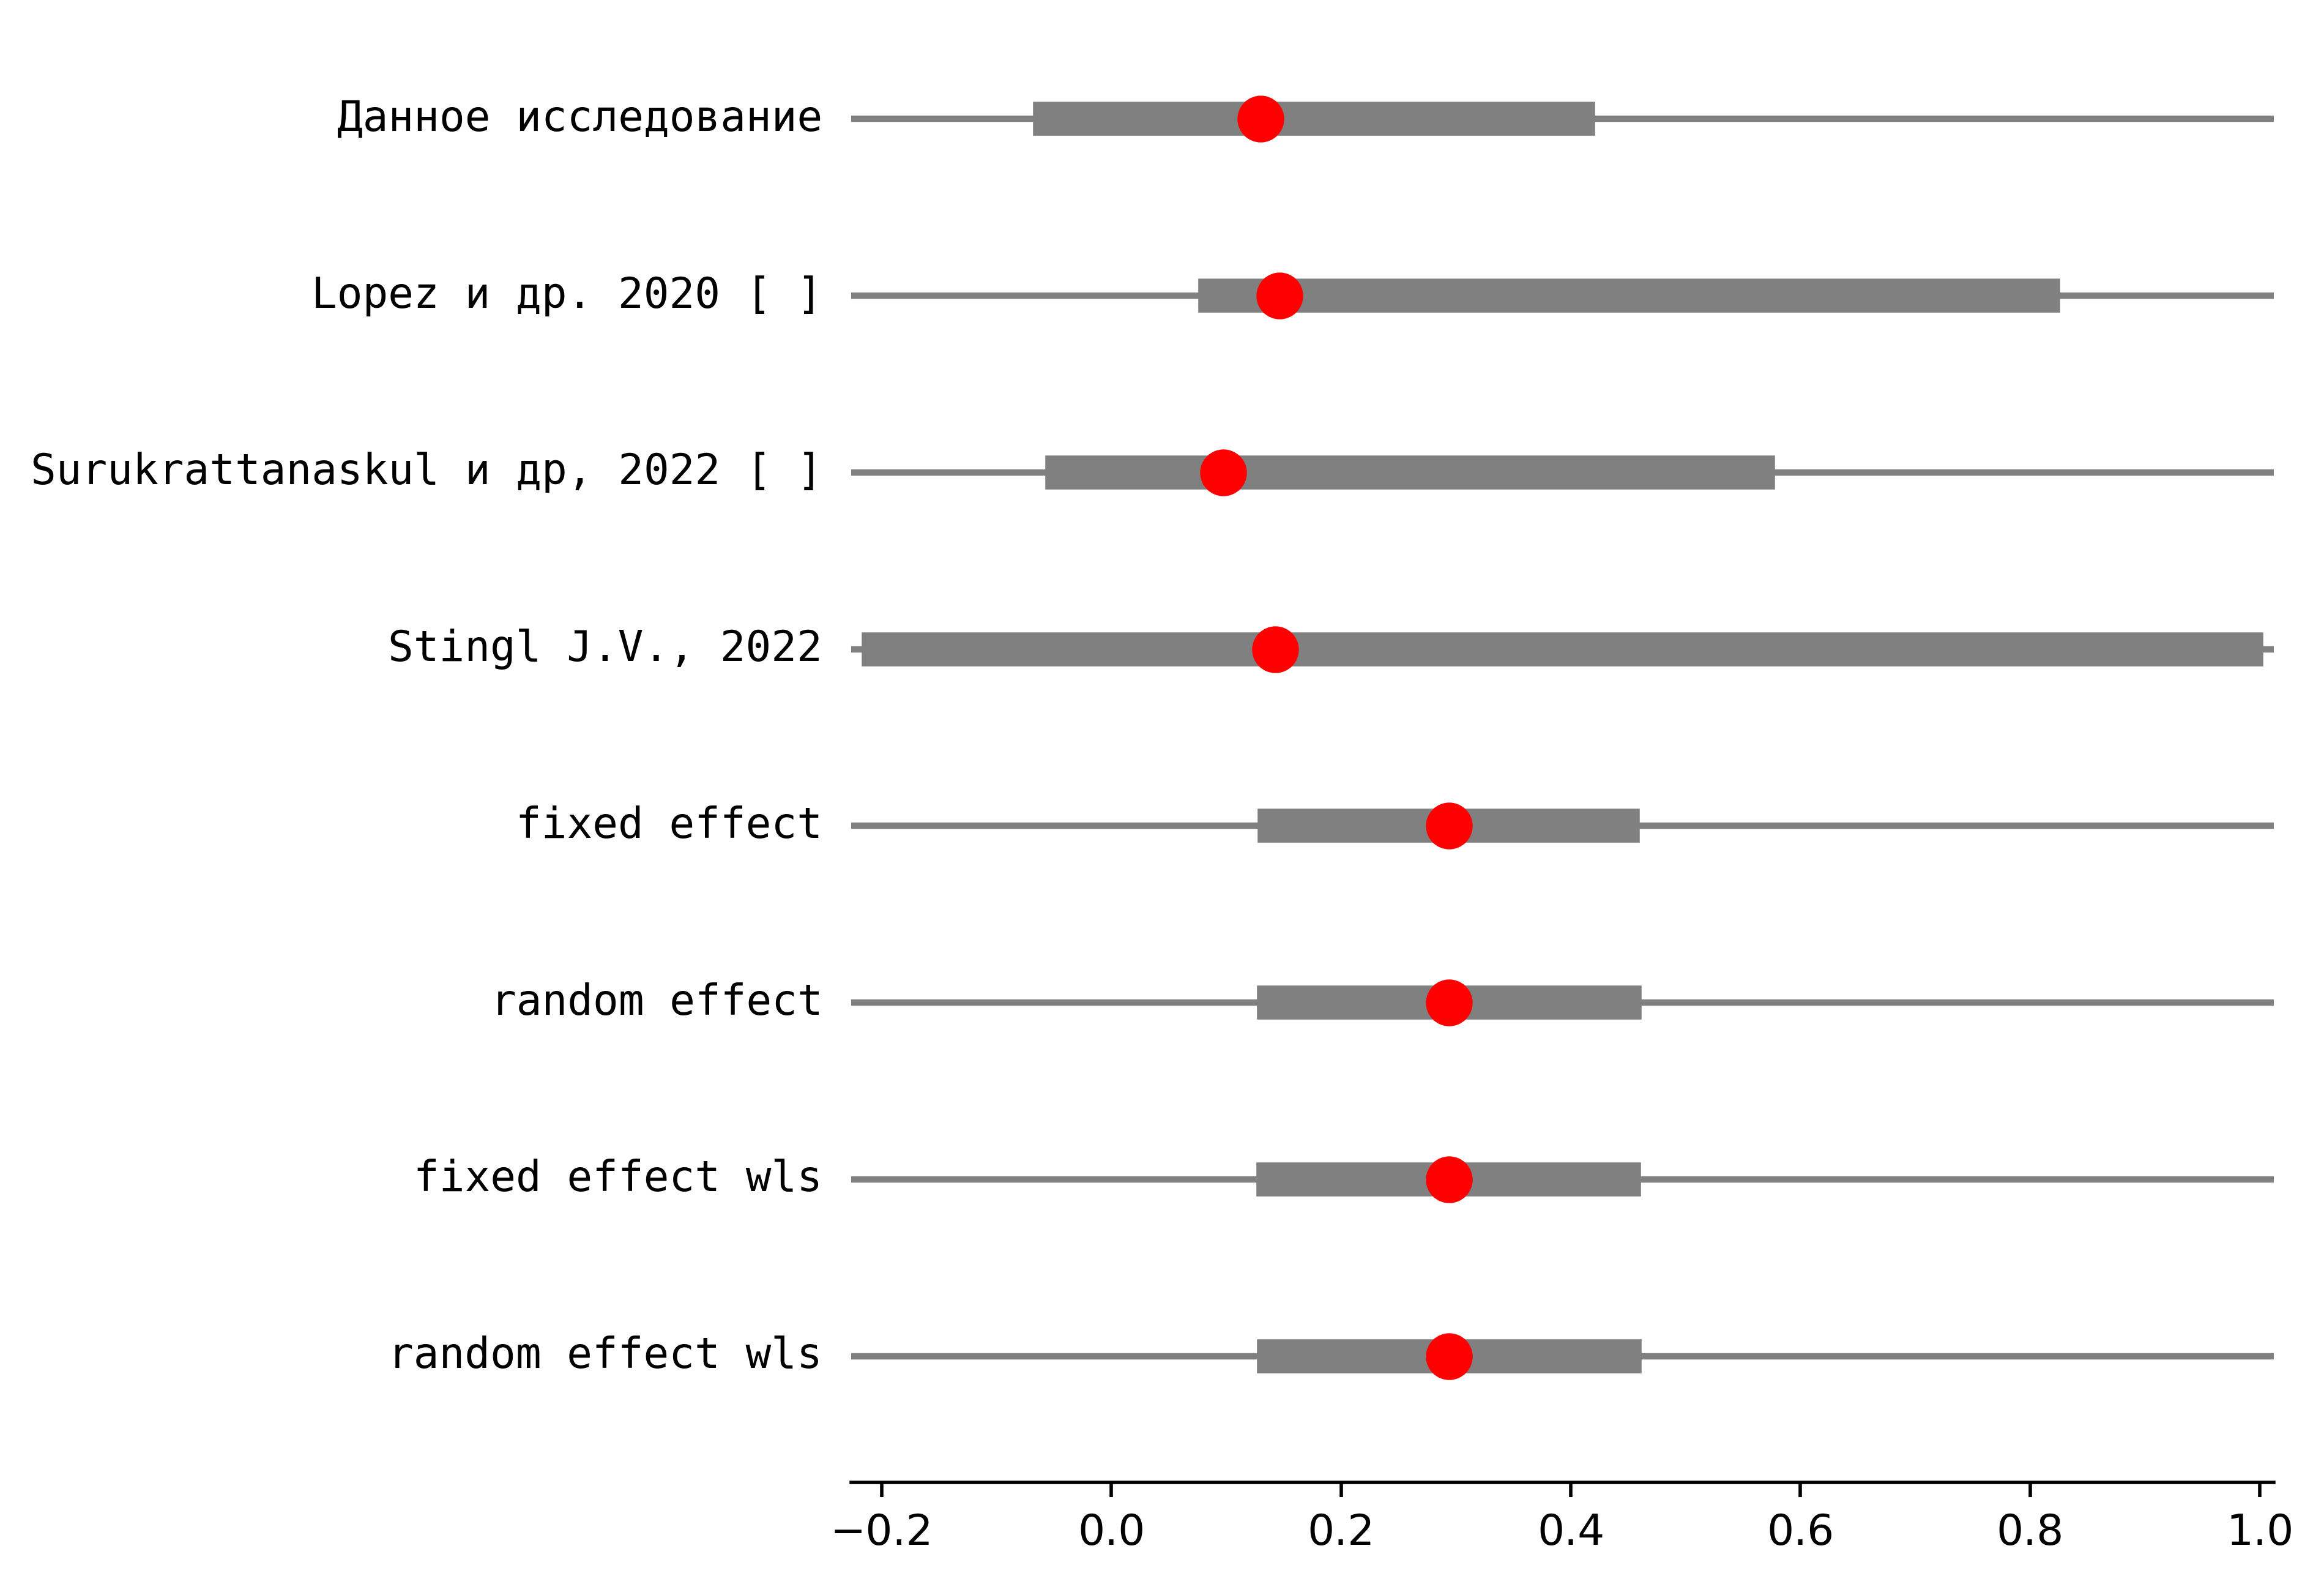 Данное исследование
Lopez и др. 2020 [ ]
Surukrattanaskul и др, 2022 [ ]
Stingl J.V., 2022
fixed effect
random effect
fixed effect wls
random effect wls
−0.2 0.0 0.2 0.4 0.6 0.8 1.0